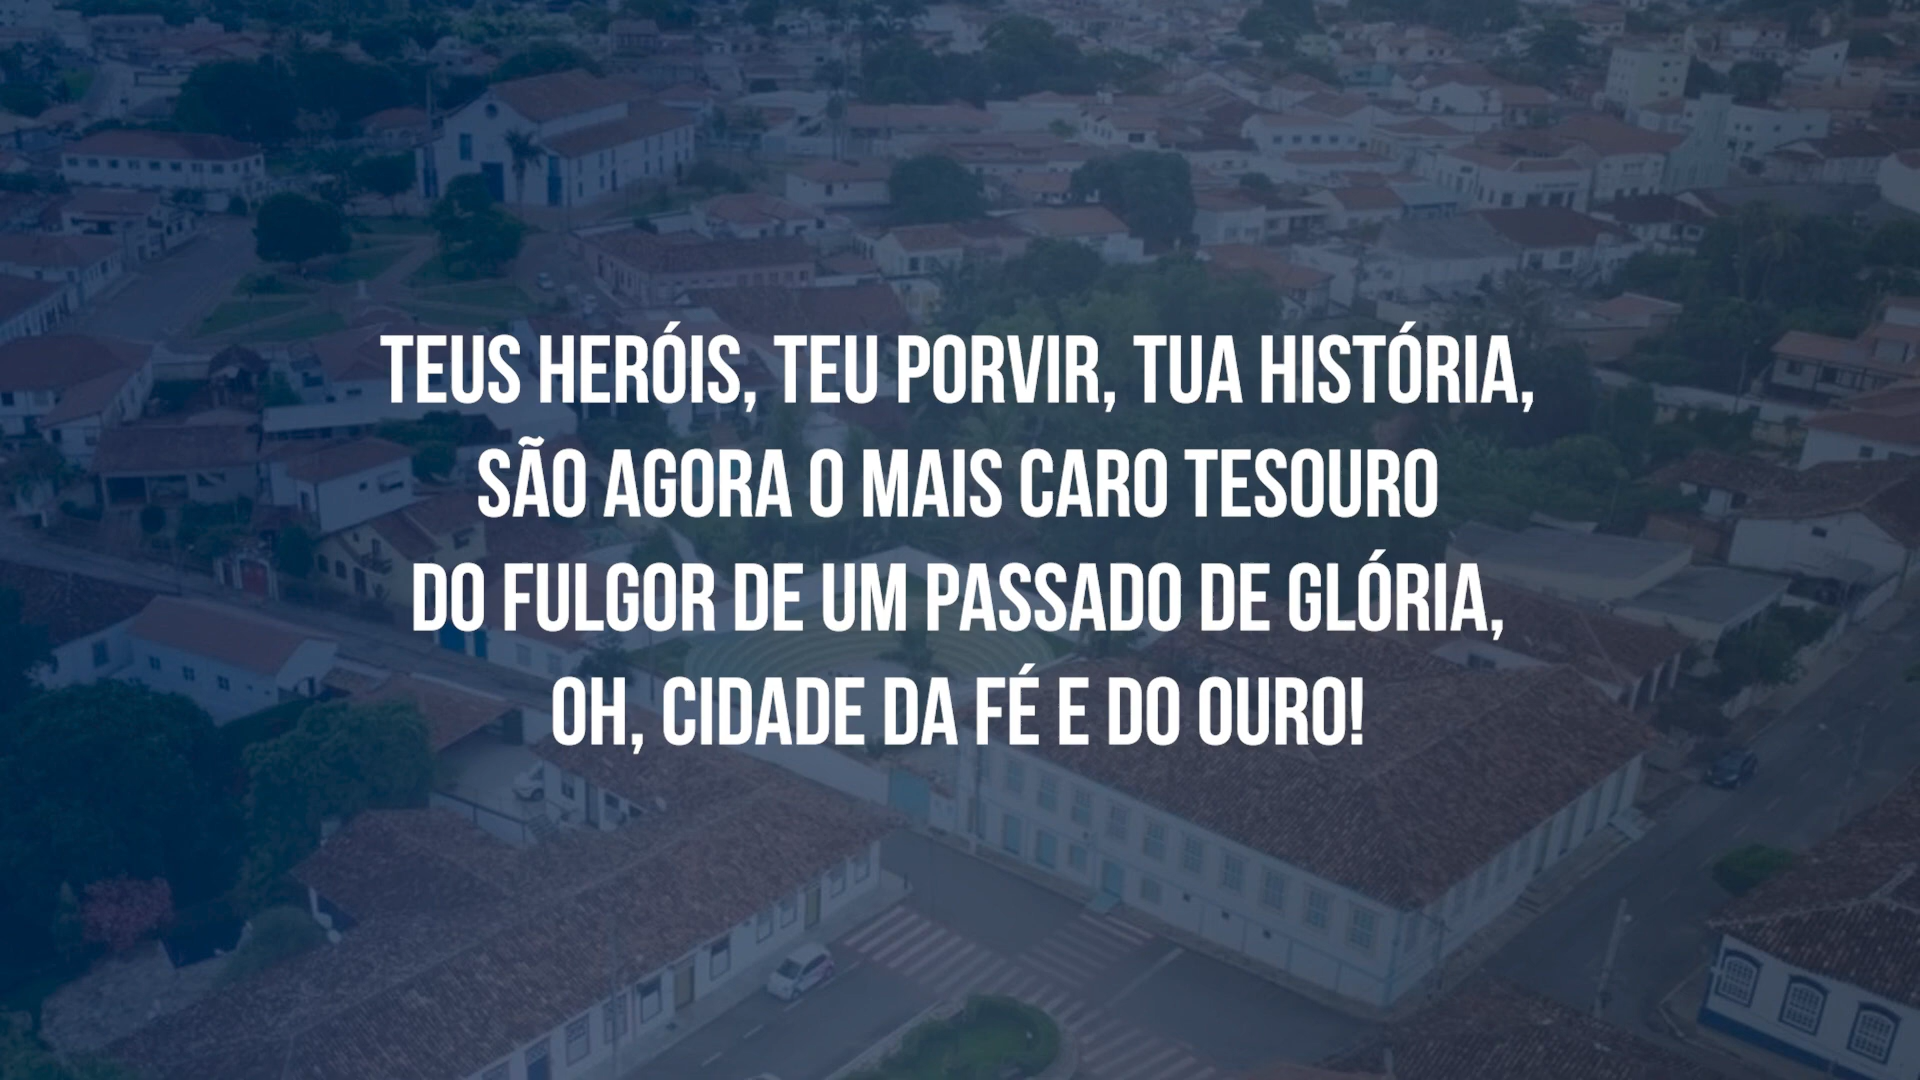 TEUS HERÓIS, TEU PORVIR, TUA HISTÓRIA,
SÃO AGORA O MAIS CARO TESOURO
DO FULGOR DE UM PASSADO DE GLÓRIA,
OH, CIDADE DA FÉ E DO OURO!